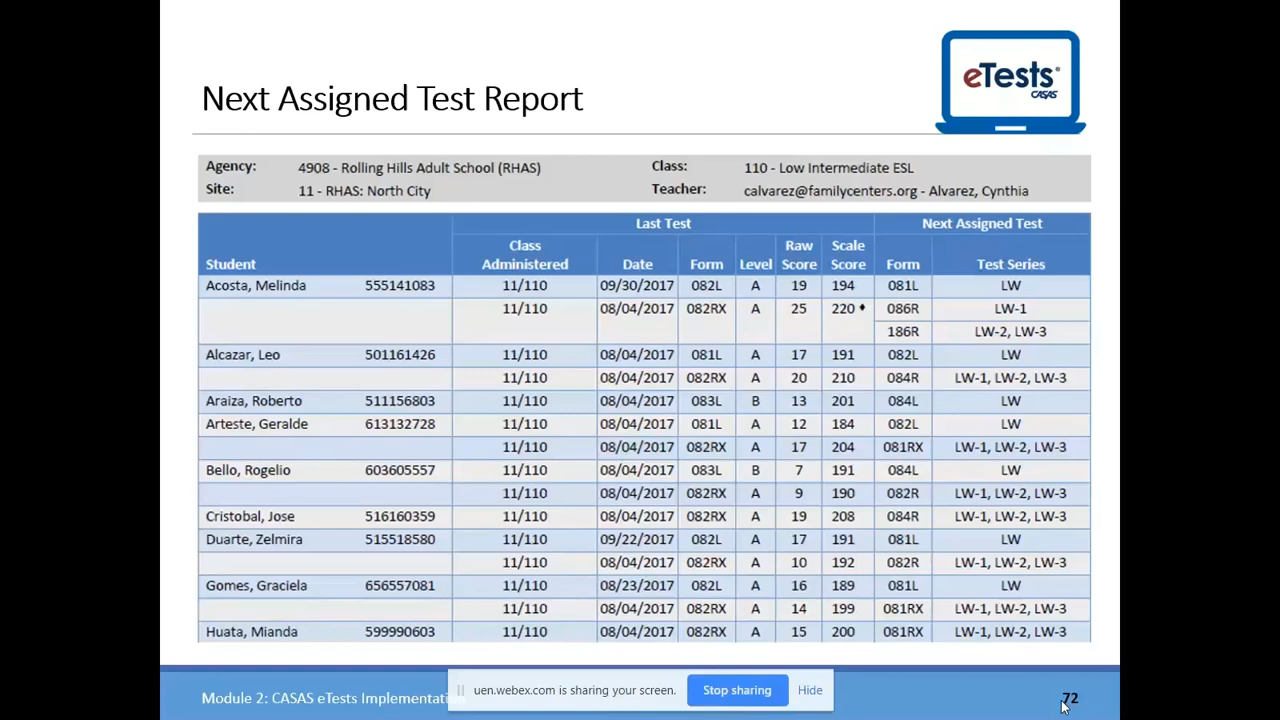 eTests®
CASAS
Next Assigned Test Report
Agency: 4908 - Rolling Hills Adult School (RHAS) Class: 110 - Low Intermediate ESL
Site: 11 - RHAS: North City Teacher: calvarez@familycenters.org - Alvarez, Cynthia
Last Test Next Assigned Test
Student Class Administered Date Form Level Raw Score Scale Score Form Test Series
Acosta, Melinda 555141083 11/110 09/30/2017 082L A 19 194 081L LW
11/110 08/04/2017 082RX A 25 220 ♦ 086R LW-1
186R LW-2, LW-3
Alcazar, Leo 501161426 11/110 08/04/2017 081L A 17 191 082L LW
11/110 08/04/2017 082RX A 20 210 084R LW-1, LW-2, LW-3
Araiza, Roberto 511156803 11/110 08/04/2017 083L B 13 201 084L LW
Arteste, Geralde 613132728 11/110 08/04/2017 081L A 12 184 082L LW
11/110 08/04/2017 082RX A 17 204 081RX LW-1, LW-2, LW-3
Bello, Rogelio 603605557 11/110 08/04/2017 083L B 7 191 084L LW
11/110 08/04/2017 082RX A 9 190 082R LW-1, LW-2, LW-3
Cristobal, Jose 516160359 11/110 08/04/2017 082RX A 19 208 084R LW-1, LW-2, LW-3
Duarte, Zelmira 515518580 11/110 09/22/2017 082L A 17 191 081L LW
11/110 08/04/2017 082RX A 10 192 082R LW-1, LW-2, LW-3
Gomes, Graciela 656557081 11/110 08/23/2017 082L A 16 189 081L LW
11/110 08/04/2017 082RX A 14 199 081RX LW-1, LW-2, LW-3
Huata, Mianda 599990603 11/110 08/04/2017 082RX A 15 200 081RX LW-1, LW-2, LW-3
Module 2: CASAS eTests Implementati
uen.webex.com is sharing your screen. Stop sharing Hide
72